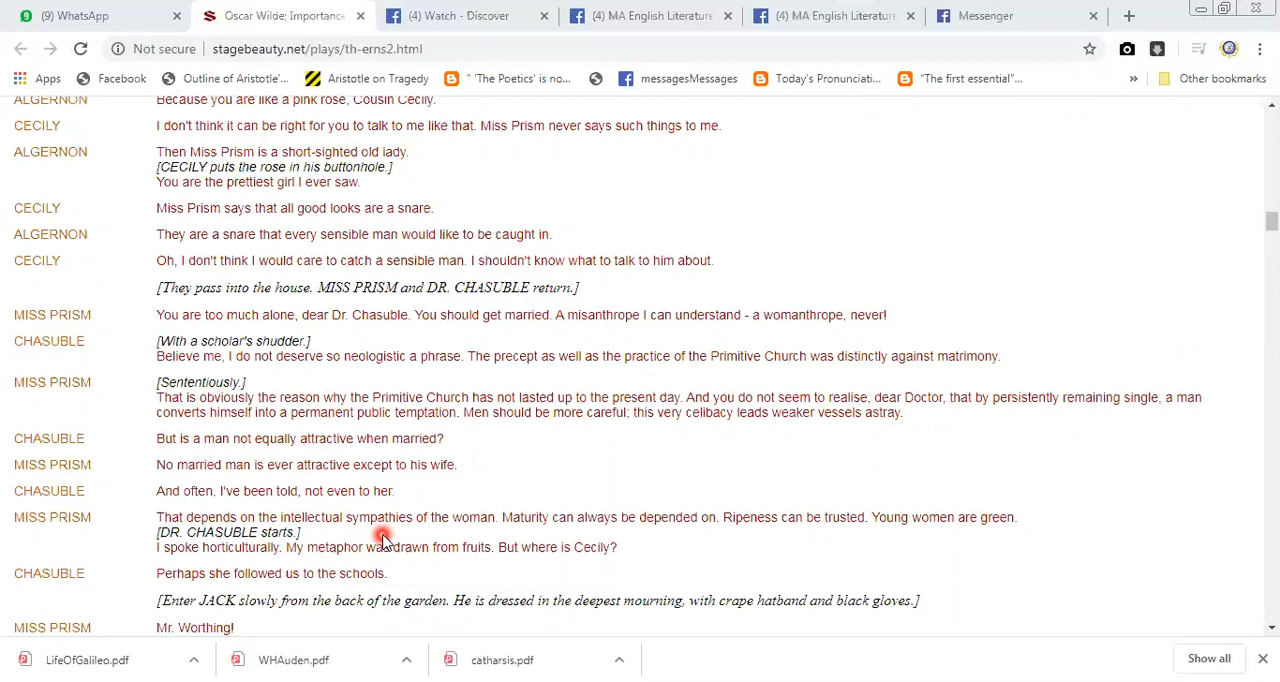 (9) WhatsApp
Oscar Wilde; Importance
(4) Watch - Discover
(4) MA English Literature
(4) MA English Literature
Messenger
Not secure
stagebeauty.net/plays/th-erns2.html
Apps
Facebook
Outline of Aristotle'...
Aristotle on Tragedy
" 'The Poetics' is no...
messagesMessages
Today's Pronunciati...
"The first essential"...
»
Other bookmarks
ALGERNON Because you are like a pink rose, Cousin Cecily.
CECILY I don't think it can be right for you to talk to me like that. Miss Prism never says such things to me.
ALGERNON Then Miss Prism is a short-sighted old lady.
[CECILY puts the rose in his buttonhole.]
You are the prettiest girl I ever saw.
CECILY Miss Prism says that all good looks are a snare.
ALGERNON They are a snare that every sensible man would like to be caught in.
CECILY Oh, I don't think I would care to catch a sensible man. I shouldn't know what to talk to him about.
[They pass into the house. MISS PRISM and DR. CHASUBLE return.]
MISS PRISM You are too much alone, dear Dr. Chasuble. You should get married. A misanthrope I can understand - a womanthrope, never!
CHASUBLE [With a scholar's shudder.]
Believe me, I do not deserve so neologistic a phrase. The precept as well as the practice of the Primitive Church was distinctly against matrimony.
MISS PRISM [Sententiously.]
That is obviously the reason why the Primitive Church has not lasted up to the present day. And you do not seem to realise, dear Doctor, that by persistently remaining single, a man
converts himself into a permanent public temptation. Men should be more careful; this very celibacy leads weaker vessels astray.
CHASUBLE But is a man not equally attractive when married?
MISS PRISM No married man is ever attractive except to his wife.
CHASUBLE And often, I've been told, not even to her.
MISS PRISM That depends on the intellectual sympathies of the woman. Maturity can always be depended on. Ripeness can be trusted. Young women are green.
[DR. CHASUBLE starts.]
I spoke horticulturally. My metaphor was drawn from fruits. But where is Cecily?
CHASUBLE Perhaps she followed us to the schools.
[Enter JACK slowly from the back of the garden. He is dressed in the deepest mourning, with crape hatband and black gloves.]
MISS PRISM Mr. Worthing!
LifeOfGalileo.pdf
WHAuden.pdf
catharsis.pdf
Show all